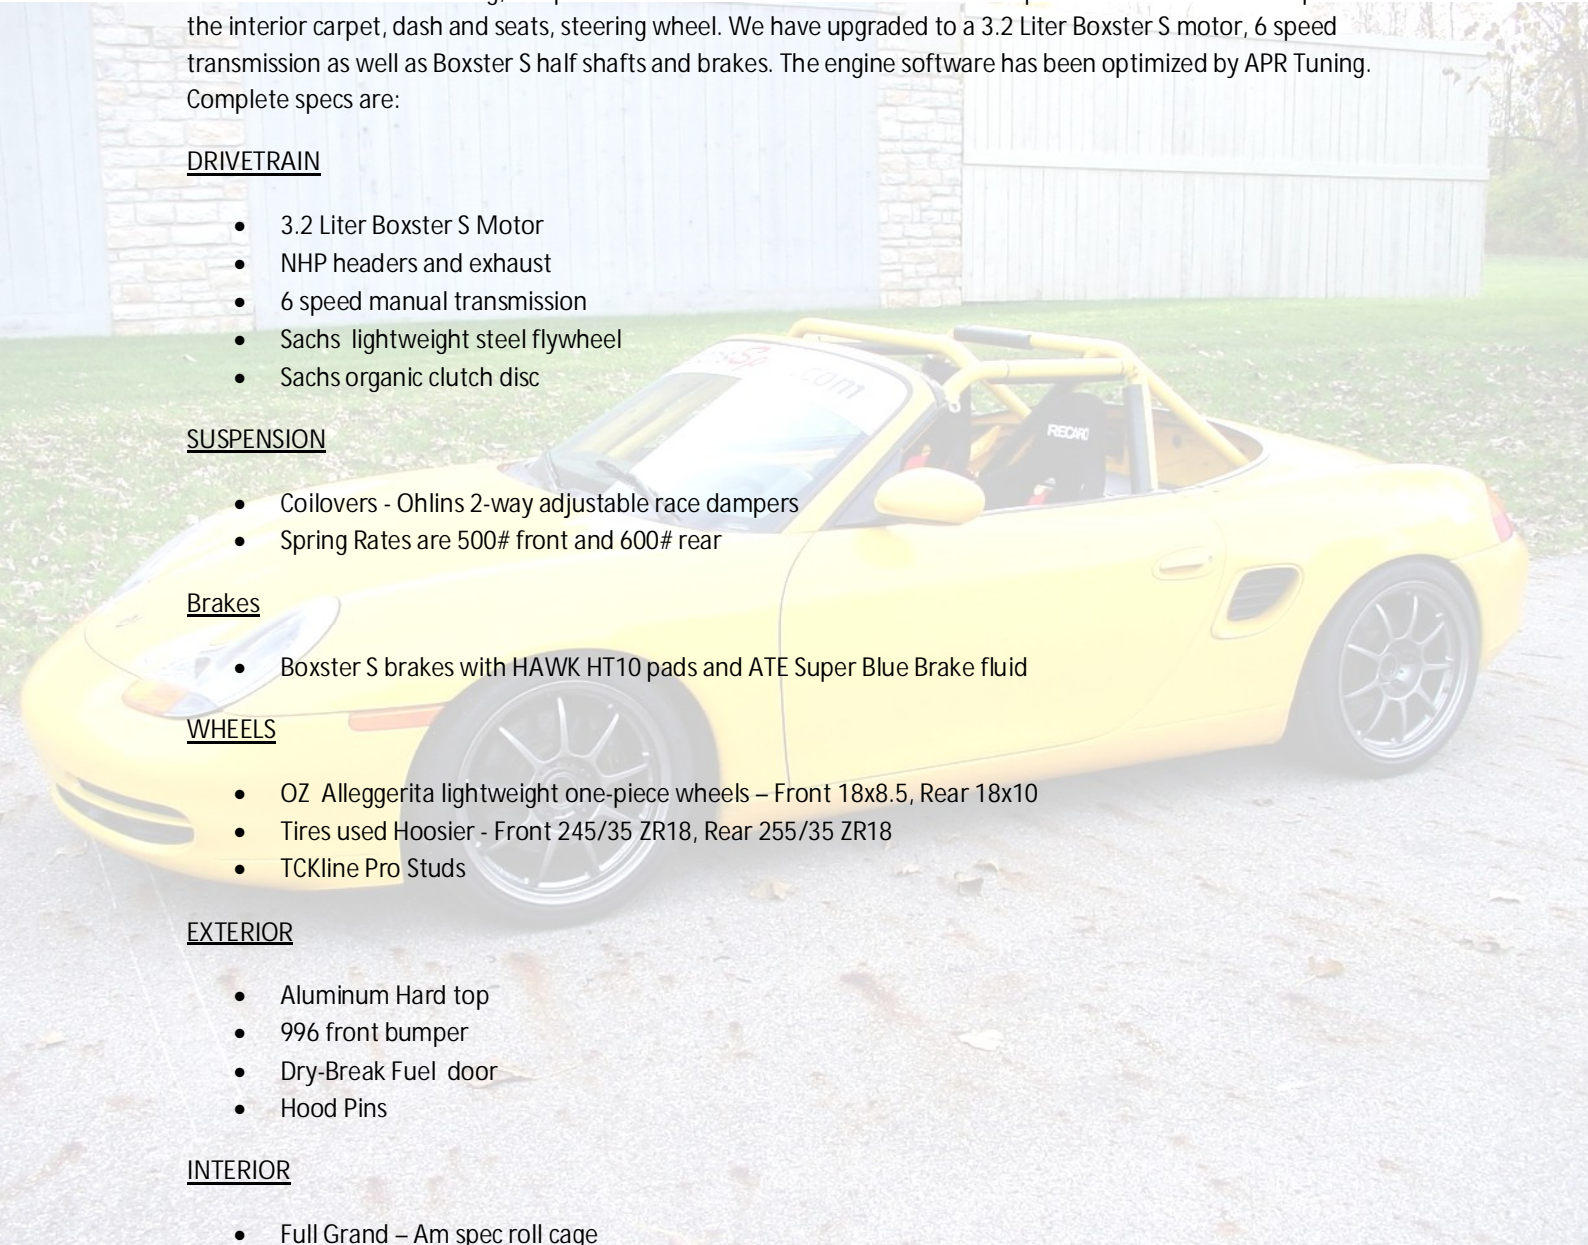 the interior carpet, dash and seats, steering wheel. We have upgraded to a 3.2 Liter Boxster S motor, 6 speed
transmission as well as Boxster S half shafts and brakes. The engine software has been optimized by APR Tuning.
Complete specs are:
DRIVETRAIN
• 3.2 Liter Boxster S Motor
• NHP headers and exhaust
• 6 speed manual transmission
• Sachs  lightweight steel flywheel
• Sachs organic clutch disc
.com
RECARO
SUSPENSION
• Coilovers - Ohlins 2-way adjustable race dampers
• Spring Rates are 500# front and 600# rear
Brakes
• Boxster S brakes with HAWK HT10 pads and ATE Super Blue Brake fluid
WHEELS
• OZ  Alleggerita lightweight one-piece wheels – Front 18x8.5, Rear 18x10
• Tires used Hoosier - Front 245/35 ZR18, Rear 255/35 ZR18
• TCKline Pro Studs
EXTERIOR
• Aluminum Hard top
• 996 front bumper
• Dry-Break Fuel  door
• Hood Pins
INTERIOR
• Full Grand – Am spec roll cage